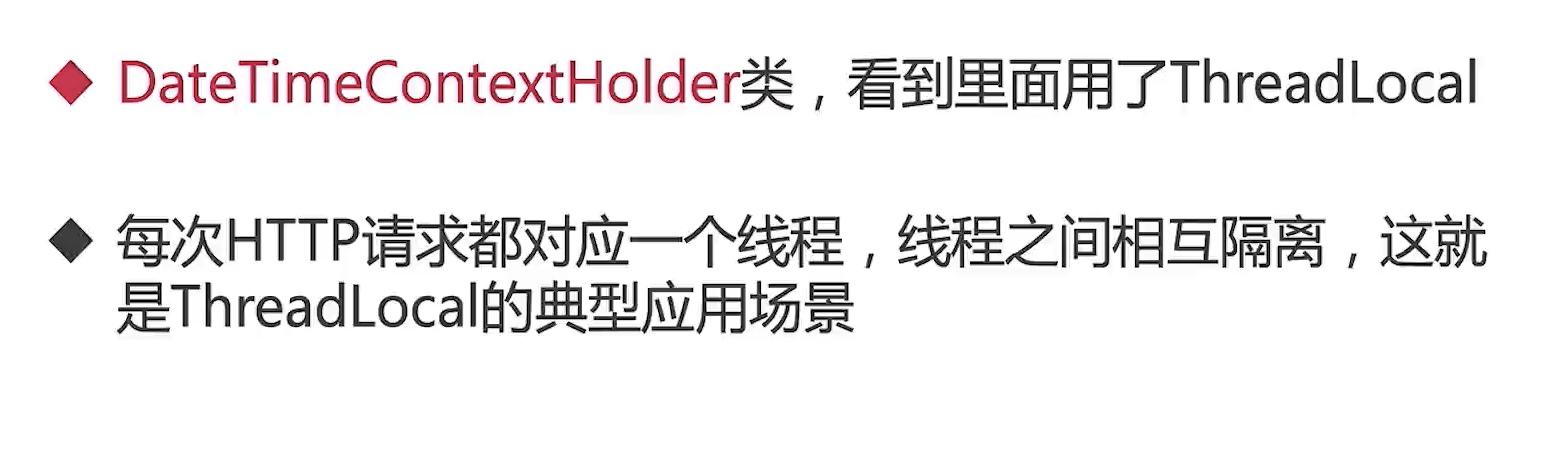 DateTimeContextHolder类，看到里面用了ThreadLocal
每次HTTP请求都对应一个线程，线程之间相互隔离，这就
是ThreadLocal的典型应用场景